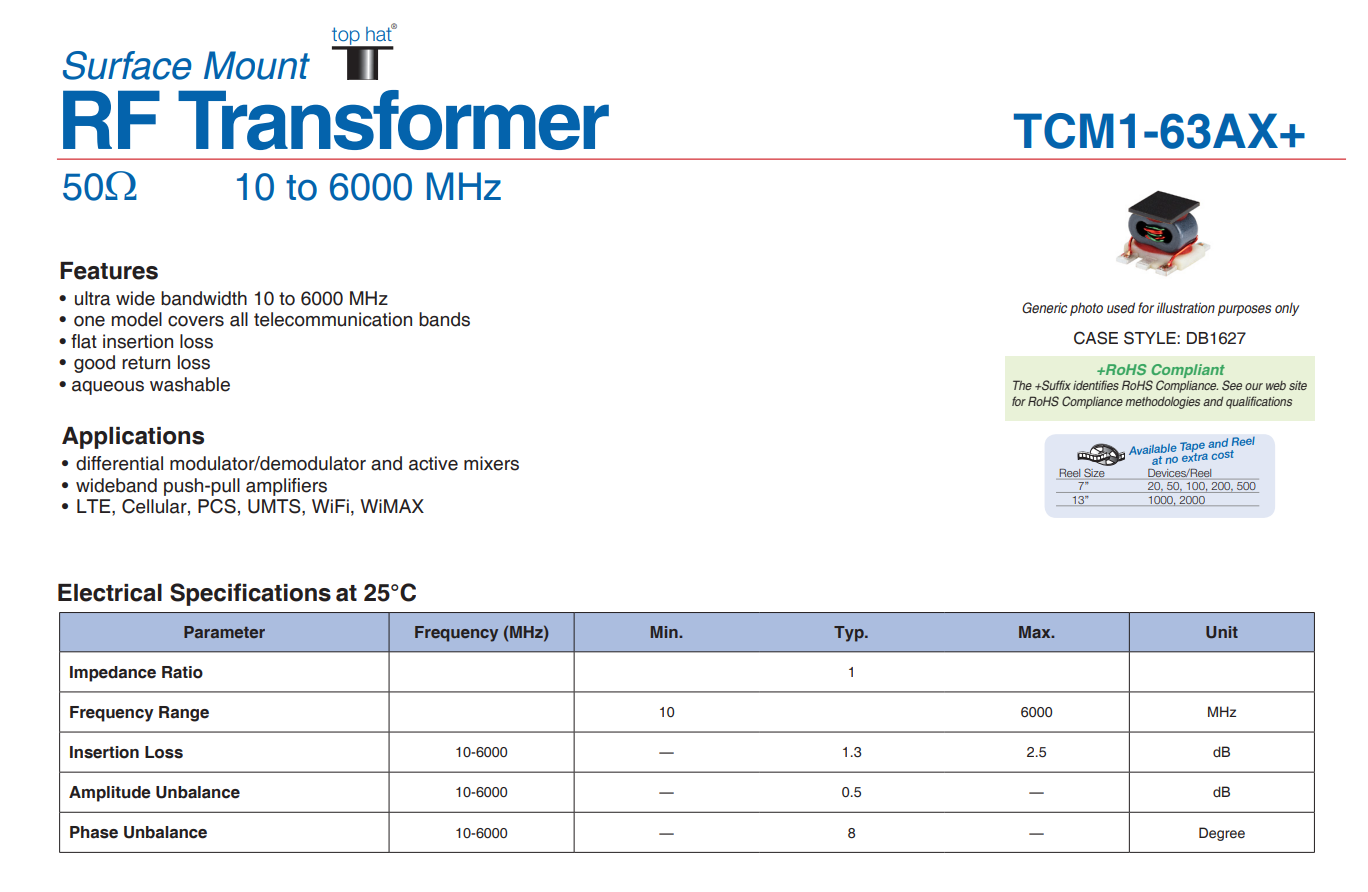 top hat®
Surface Mount
RF Transformer
TCM1-63AX+
50Ω 10 to 6000 MHz
Features
• ultra wide bandwidth 10 to 6000 MHz
• one model covers all telecommunication bands
• flat insertion loss
• good return loss
• aqueous washable
Applications
• differential modulator/demodulator and active mixers
• wideband push-pull amplifiers
• LTE, Cellular, PCS, UMTS, WiFi, WiMAX
Generic photo used for illustration purposes only
CASE STYLE: DB1627
+RoHS Compliant
The +Suffix identifies RoHS Compliance. See our web site
for RoHS Compliance methodologies and qualifications
Available Tape and Reel
at no extra cost
Reel Size Devices/Reel
7" 20, 50, 100, 200, 500
13" 1000, 2000
Electrical Specifications at 25°C
Parameter Frequency (MHz) Min. Typ. Max. Unit
Impedance Ratio 1
Frequency Range 10 6000 MHz
Insertion Loss 10-6000 — 1.3 2.5 dB
Amplitude Unbalance 10-6000 — 0.5 — dB
Phase Unbalance 10-6000 — 8 — Degree